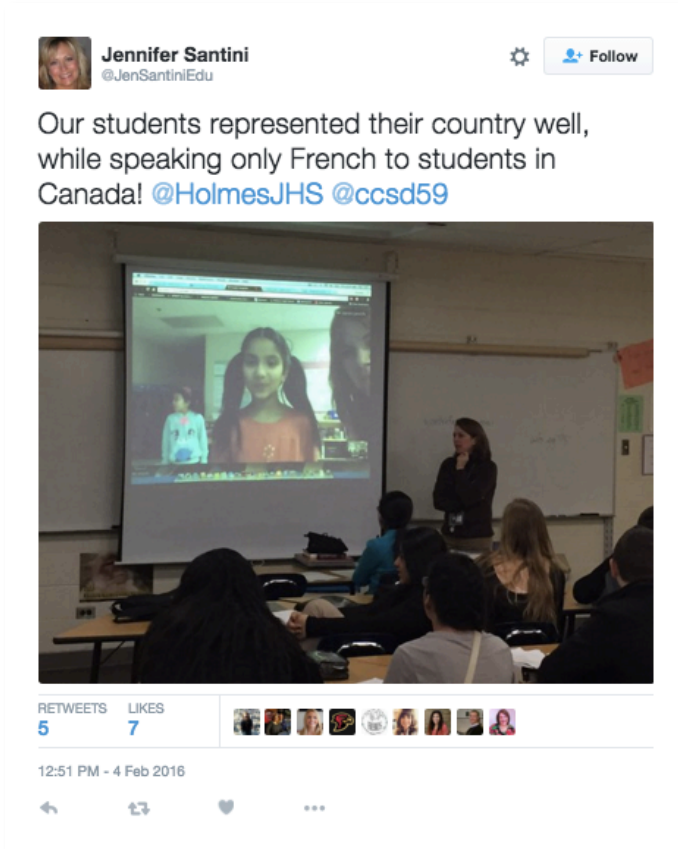 Jennifer Santini
@JenSantiniEdu
Follow
Our students represented their country well,
while speaking only French to students in
Canada! @HolmesJHS @ccsd59
RETWEETS LIKES
5 7
12:51 PM - 4 Feb 2016